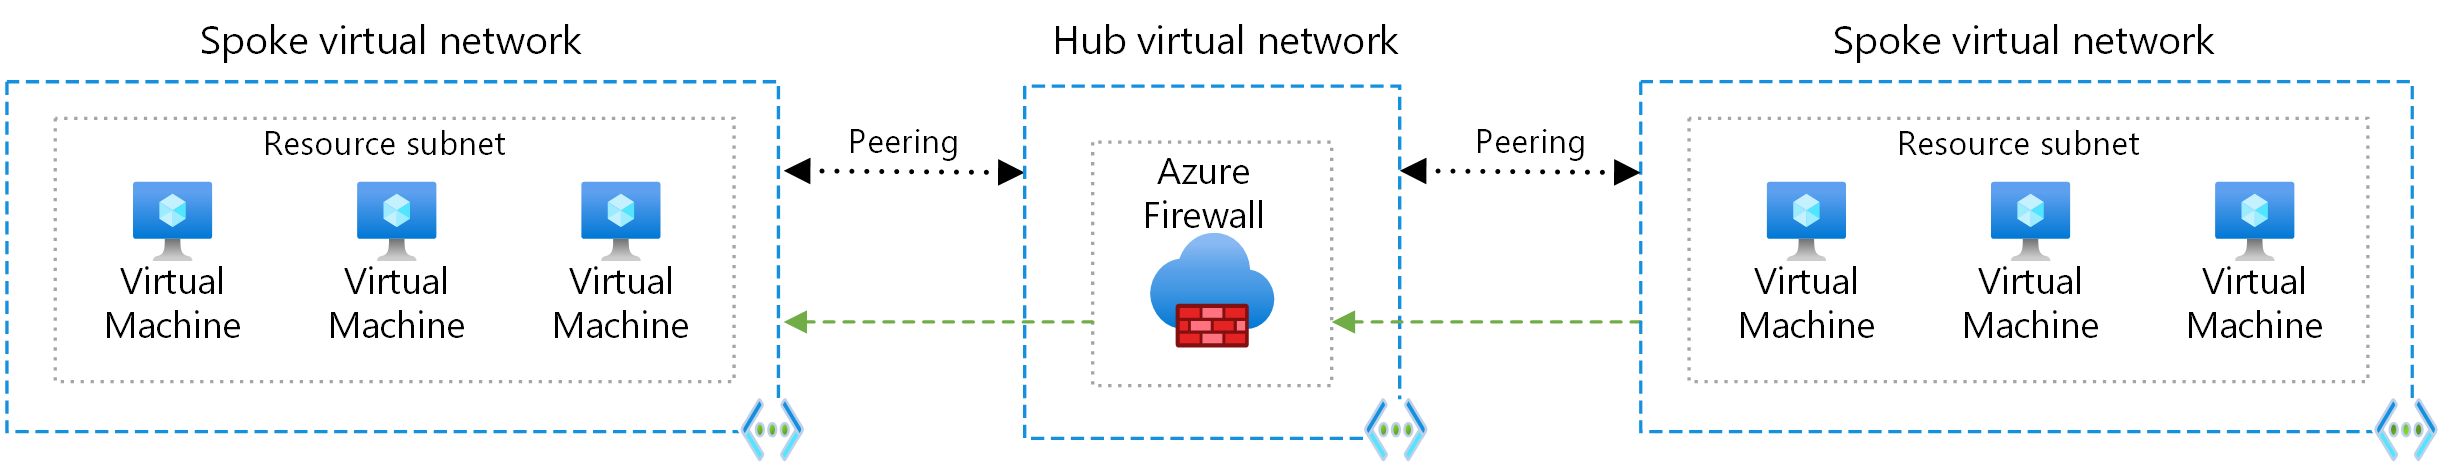 Spoke virtual network
Hub virtual network
Spoke virtual network
Resource subnet
Virtual
Machine
Virtual
Machine
Virtual
Machine
Peering
Azure
Firewall
Peering
Resource subnet
Virtual
Machine
Virtual
Machine
Virtual
Machine